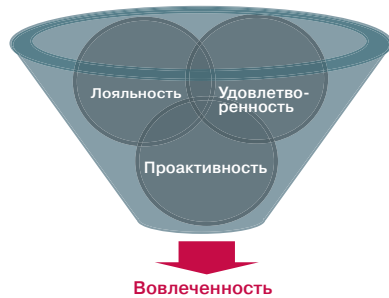 Лояльность
Удовлетво-
ренность
Проактивность
Вовлеченность